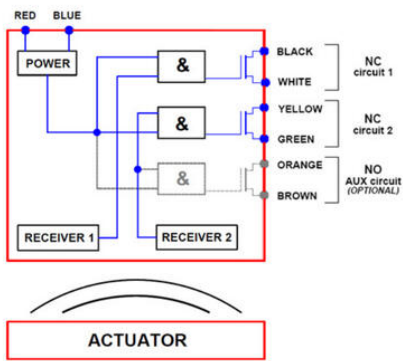 RED BLUE
POWER
&
BLACK
WHITE
NC
circuit 1
&
YELLOW
GREEN
NC
circuit 2
&
ORANGE
BROWN
NO
AUX circuit
(OPTIONAL)
RECEIVER 1
RECEIVER 2
ACTUATOR